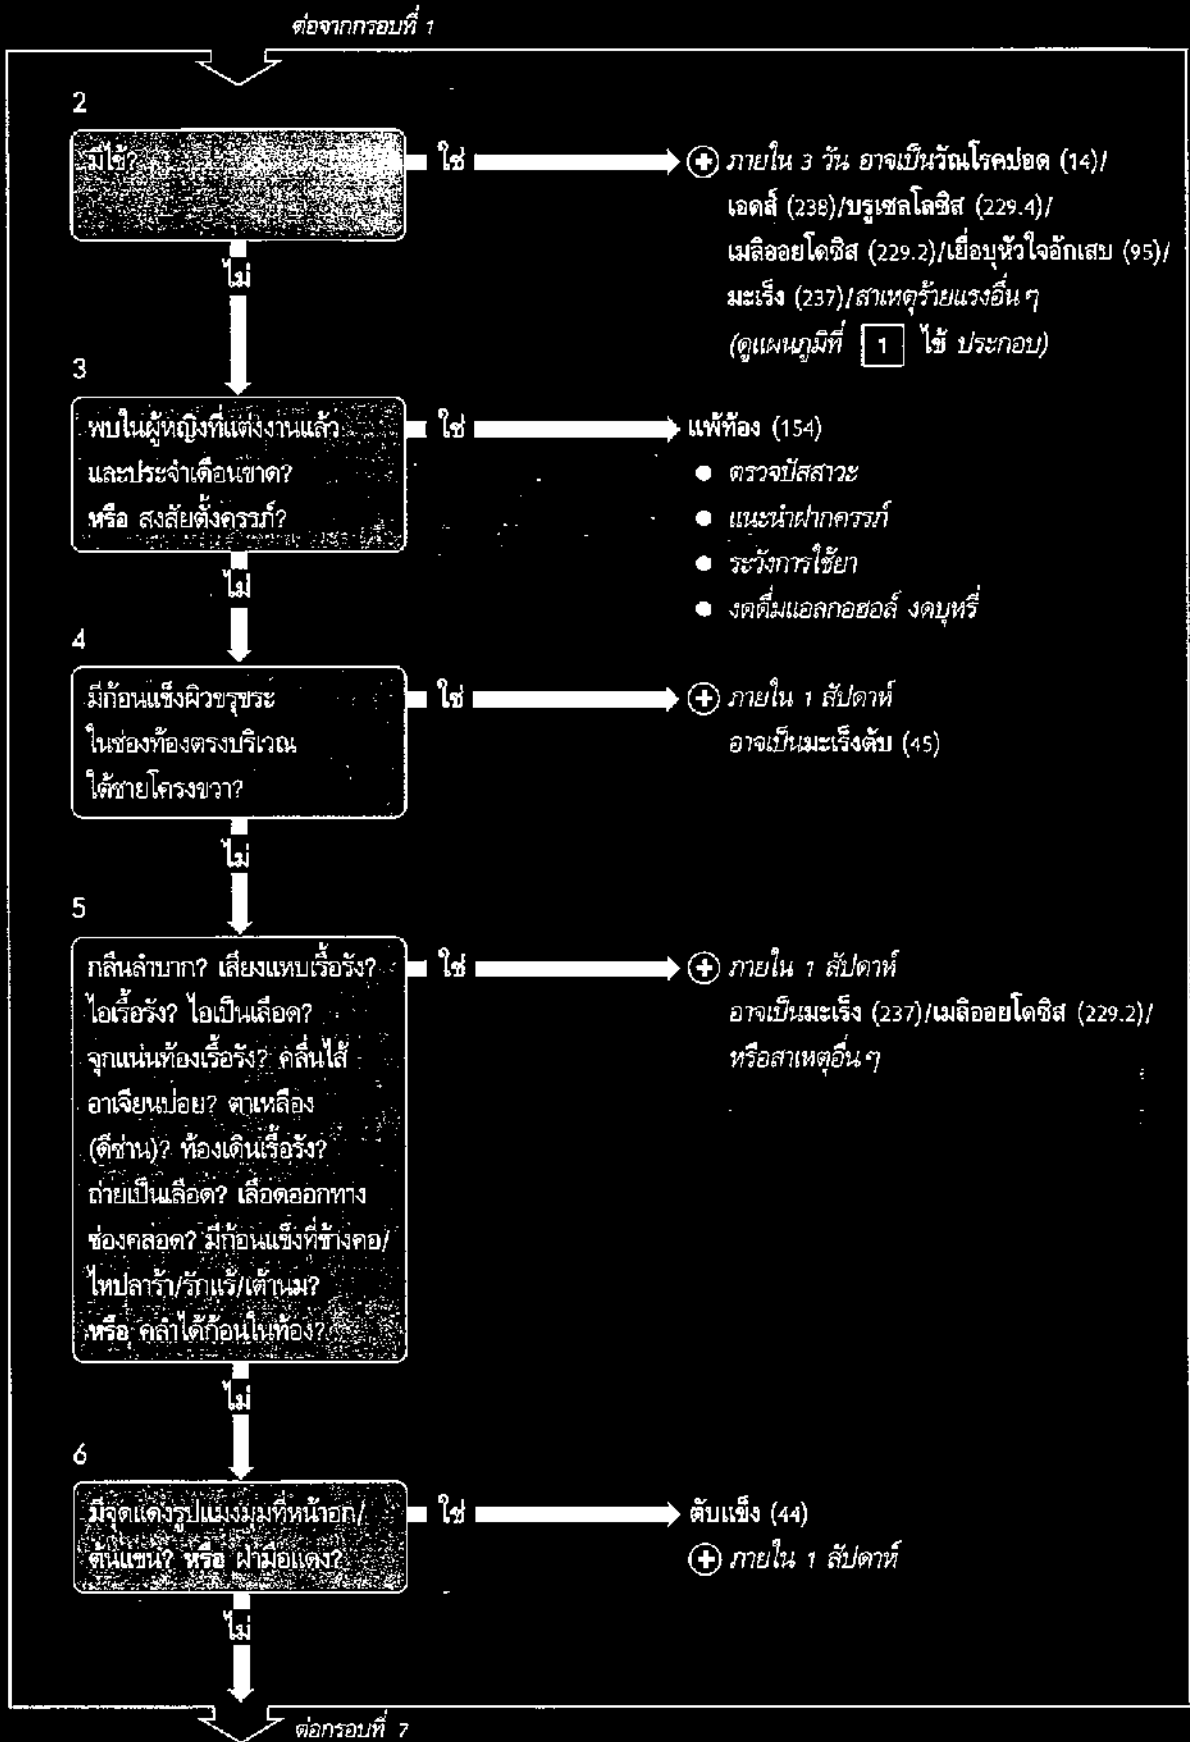 ต่อจากกรอบที่ 1
2
มีไข้?
ใช่
ภายใน 3 วัน อาจเป็นวัณโรคปอด (14)/
เอดส์ (238)/บรูเซลโลซิส (229.4)/
เมลิออยโดซิส (229.2)/เยื่อบุหัวใจอักเสบ (95)/
มะเร็ง (237)/สาเหตุร้ายแรงอื่น ๆ
(ดูแผนภูมิที่ 1 ไข้ ประกอบ)
ไม่
3
พบในผู้หญิงที่แต่งงานแล้ว
และประจำเดือนขาด?
หรือ สงสัยตั้งครรภ์?
ใช่
แพ้ท้อง (154)
● ตรวจปัสสาวะ
● แนะนำฝากครรภ์
● ระวังการใช้ยา
● งดดื่มแอลกอฮอล์ งดบุหรี่
ไม่
4
มีก้อนแข็งผิวขรุขระ
ในช่องท้องตรงบริเวณ
ใต้ชายโครงขวา?
ใช่
ภายใน 1 สัปดาห์
อาจเป็นมะเร็งตับ (45)
ไม่
5
กลืนลำบาก? เสียงแหบเรื้อรัง?
ไอเรื้อรัง? ไอเป็นเลือด?
จุกแน่นท้องเรื้อรัง? คลื่นไส้
อาเจียนบ่อย? ตาเหลือง
(ดีซ่าน)? ท้องเดินเรื้อรัง?
ถ่ายเป็นเลือด? เลือดออกทาง
ช่องคลอด? มีก้อนแข็งที่ข้างคอ/
ไหปลาร้า/รักแร้/เต้านม?
หรือ คลำได้ก้อนในท้อง?
ใช่
ภายใน 1 สัปดาห์
อาจเป็นมะเร็ง (237)/เมลิออยโดซิส (229.2)/
หรือสาเหตุอื่น ๆ
ไม่
6
มีจุดแดงรูปแมงมุมที่หน้าอก/
ต้นแขน? หรือ ฝ่ามือแดง?
ใช่
ตับแข็ง (44)
ภายใน 1 สัปดาห์
ไม่
ต่อกรอบที่ 7